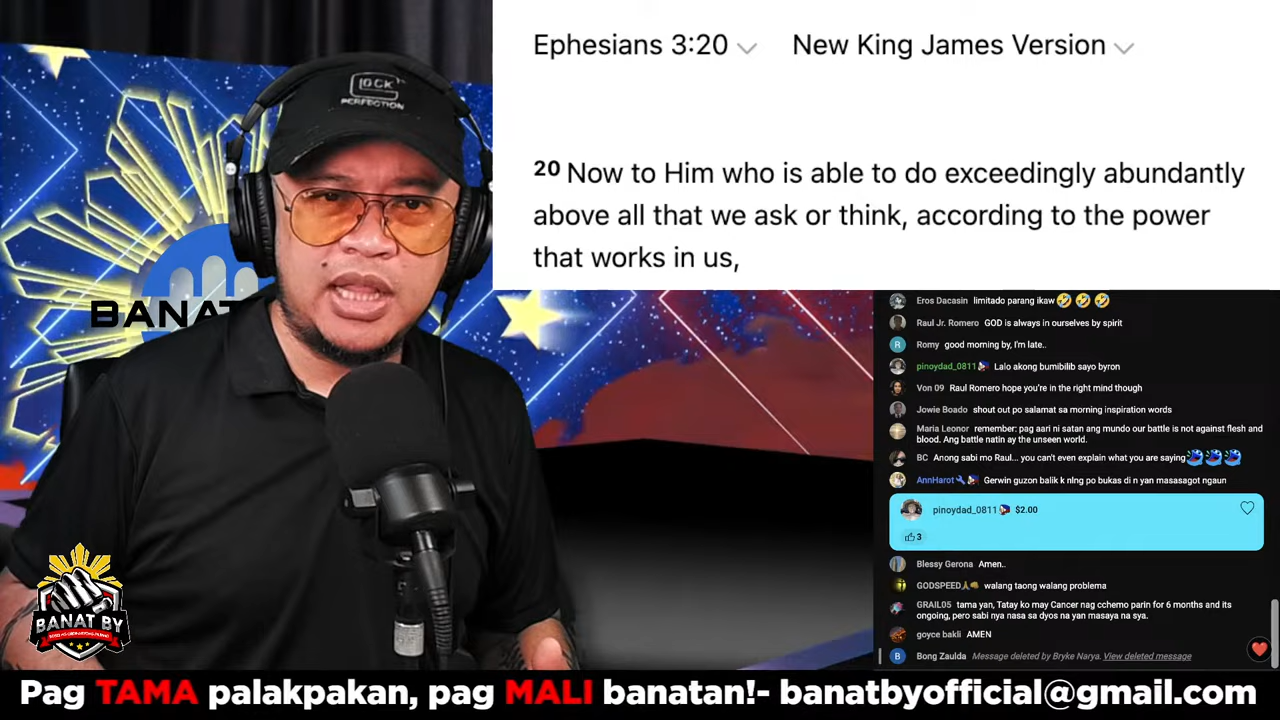 Ephesians 3:20 New King James Version
20 Now to Him who is able to do exceedingly abundantly
above all that we ask or think, according to the power
that works in us,
GLOCK
PERFECTION
BANAT
Eros Dacasin limitado parang ikaw🤣🤣🤣
Raul Jr. Romero GOD is always in ourselves by spirit
R Romy good morning by, I'm late..
pinoydad_0811 Lalo akong bumibilib sayo byron
Von 09 Raul Romero hope you're in the right mind though
Jowie Boado shout out po salamat sa morning inspiration words
Maria Leonor remember: pag aari ni satan ang mundo our battle is not against flesh and
blood. Ang battle natin ay the unseen world.
BC Anong sabi mo Raul... you can't even explain what you are saying
AnnHarot Gerwin guzon balik k nlng po bukas di n yan masasagot ngaun
pinoydad_0811 $2.00
3
Blessy Gerona Amen..
GODSPEED🙏👊 walang taong walang problema
GRAIL05 tama yan, Tatay ko may Cancer nag cchemo parin for 6 months and its
ongoing, pero sabi nya nasa sa dyos na yan masaya na sya.
goyce bakli AMEN
B Bong Zaulda Message deleted by Bryke Narya. View deleted message
BANAT BY
Pag TAMA palakpakan, pag MALI banatan!- banatbyofficial@gmail.com